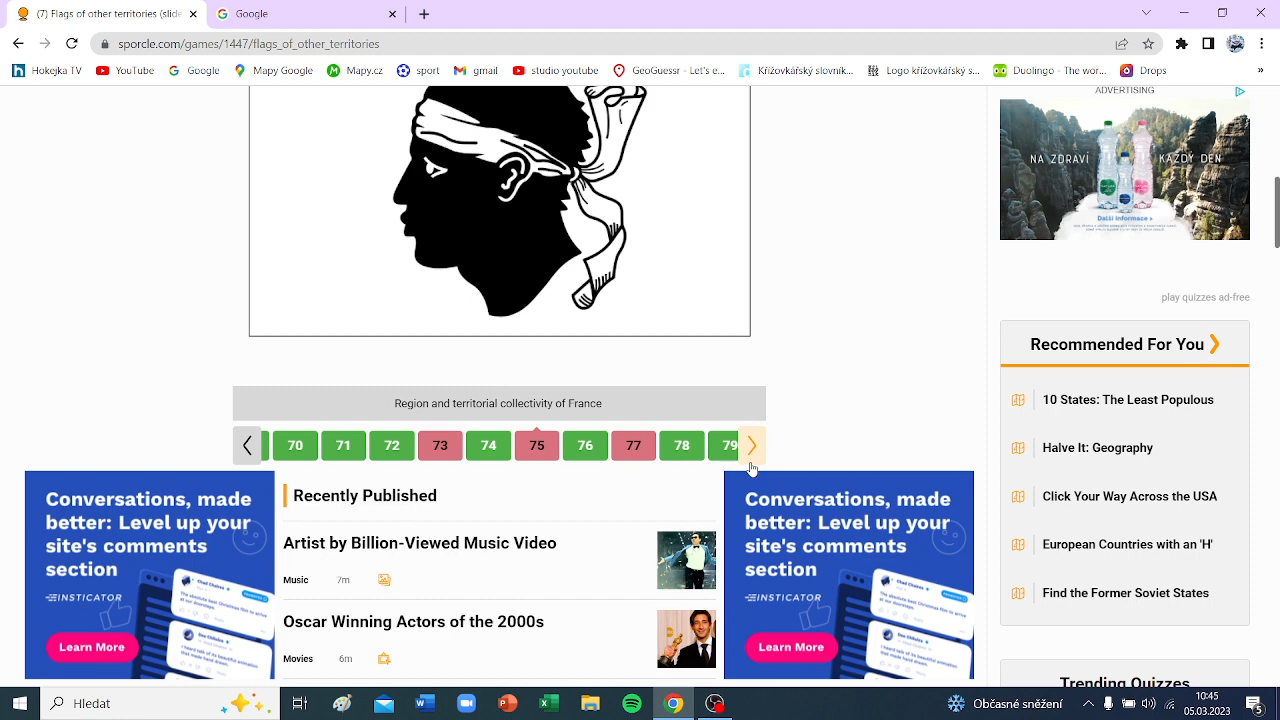 (7) Flags of other territories (slid
sporcle.com/games/1447/flags_of_other_territories
Hokejka TV
YouTube
Google
Mapy Google
Mapy.cz
sport
gmail
studio youtube
GeoGuessr - Let's e...
Křížovkářský slovník...
Logo křížovkářský s...
Duolingo - The wor...
Dopis
»
ADVERTISING
NA ZDRAVÍ
KAŽDÝ DEN
Další informace >
play quizzes ad-free
Recommended For You
10 States: The Least Populous
Halve It: Geography
Click Your Way Across the USA
European Countries with an 'H'
Find the Former Soviet States
Trending Quizzes
Region and territorial collectivity of France
70 71 72 73 74 75 76 77 78 79
Conversations, made
better: Level up your
site's comments
section
INSTICATOR
Learn More
Recently Published
Artist by Billion-Viewed Music Video
Music 7m
Oscar Winning Actors of the 2000s
Movies 6m
Conversations, made
better: Level up your
site's comments
section
INSTICATOR
Learn More
Hledat
Občasné sněžení
10:45
05.03.2023